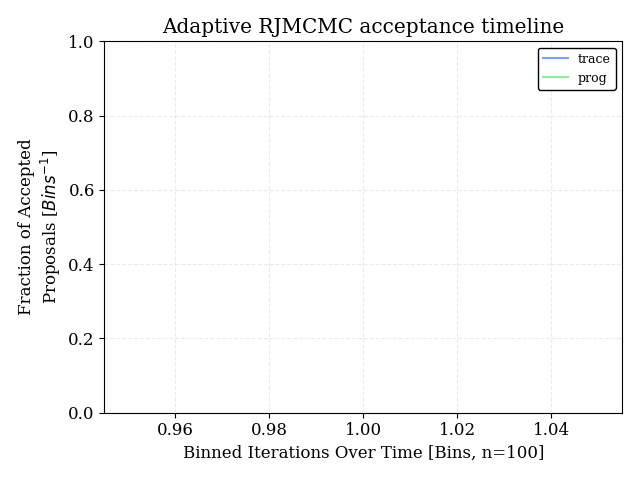 Adaptive RJMCMC acceptance timeline
1.0
0.8
0.6
0.4
0.2
0.0
Fraction of Accepted
Proposals [Bins⁻¹]
trace
prog
0.96 0.98 1.00 1.02 1.04
Binned Iterations Over Time [Bins, n=100]